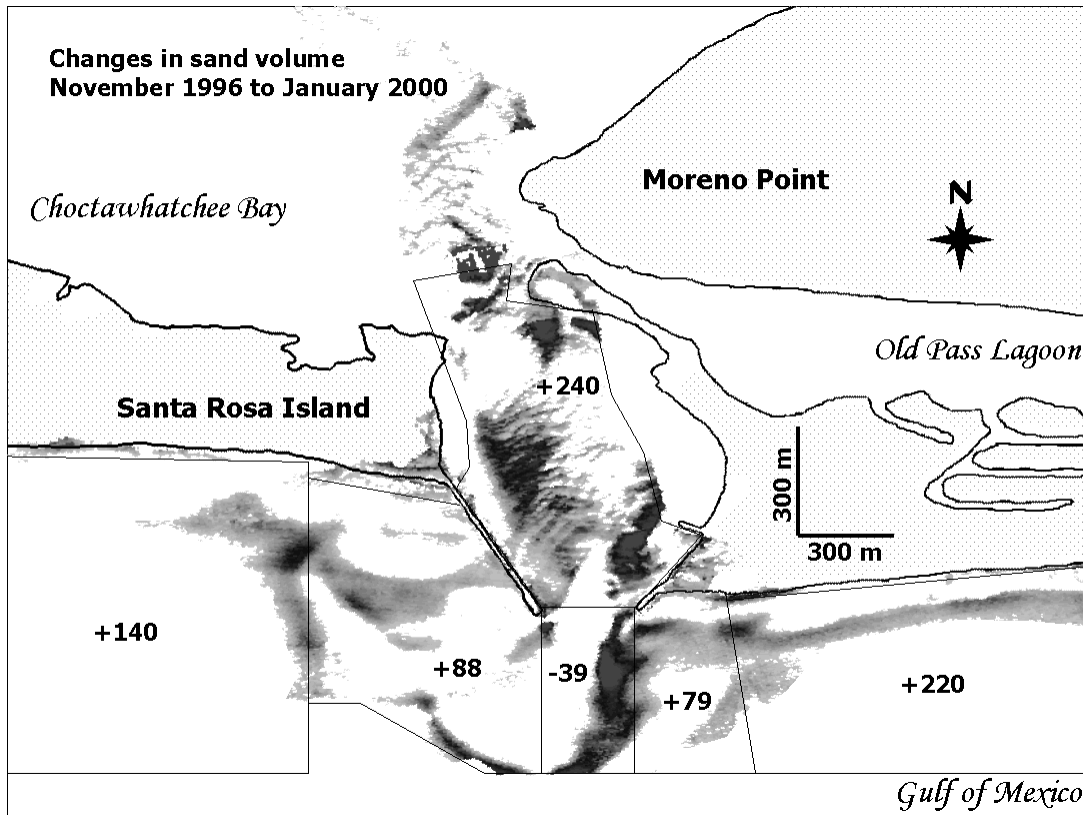 Changes in sand volume
November 1996 to January 2000
Moreno Point
N
Choctawhatchee Bay
Old Pass Lagoon
+240
Santa Rosa Island
300 m
300 m
+140
+88
-39
+79
+220
Gulf of Mexico